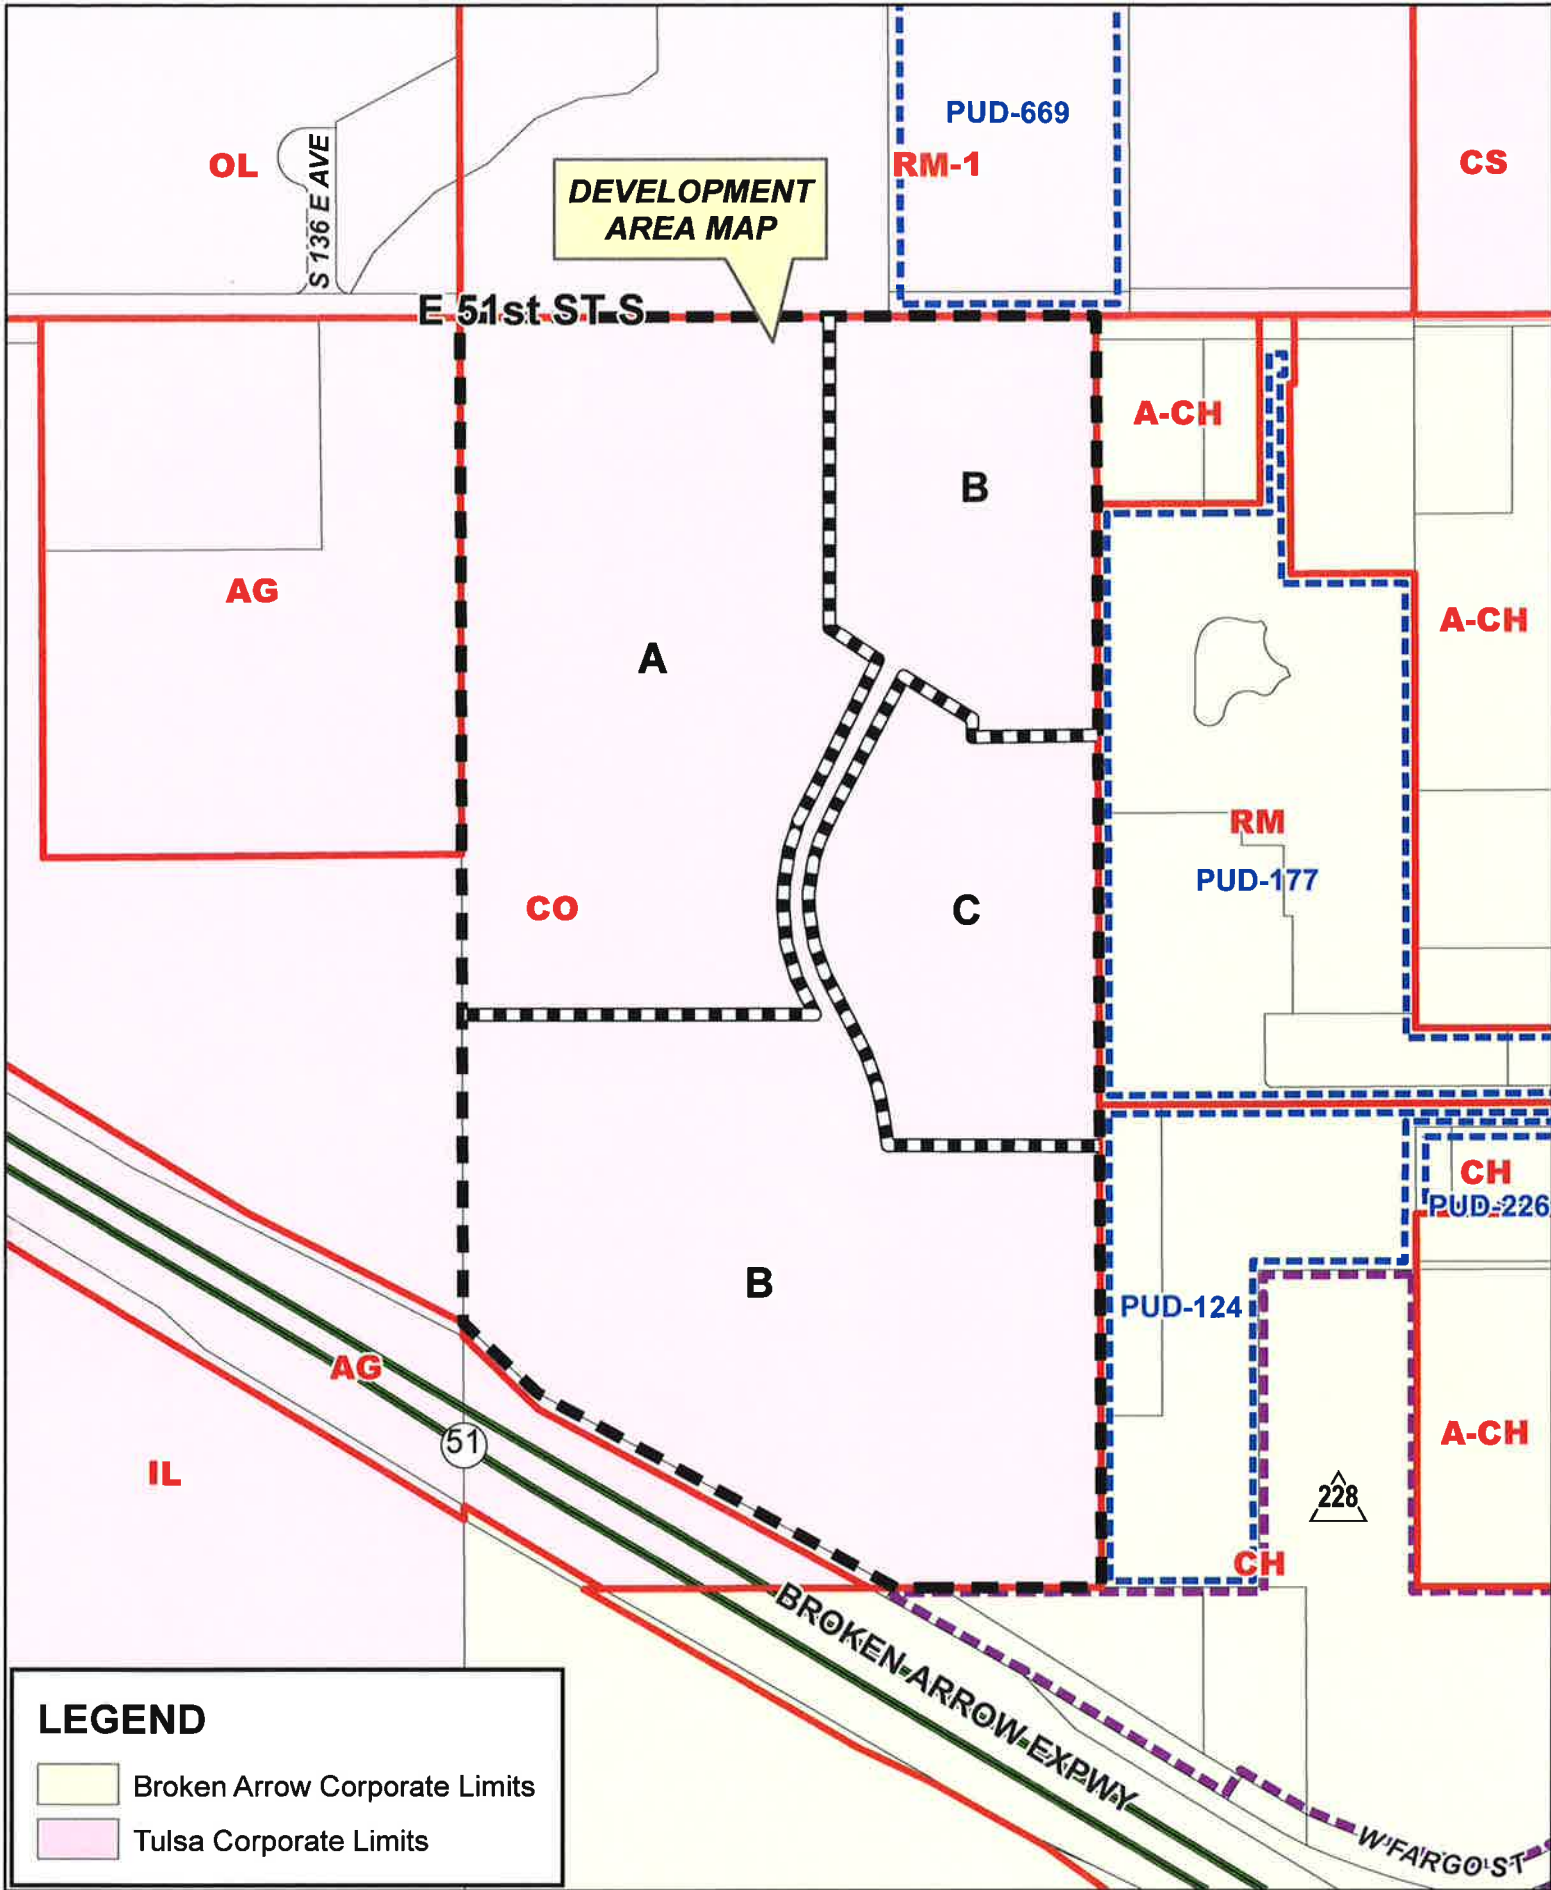 PUD-669
OL
RM-1
CS
S 136 E AVE
DEVELOPMENT
AREA MAP
E 51st ST S
A-CH
B
AG
A-CH
A
RM
PUD-177
CO
C
CH
PUD-226
B
PUD-124
AG
A-CH
51
IL
228
CH
BROKEN ARROW EXPWY
W FARGO ST
LEGEND
Broken Arrow Corporate Limits
Tulsa Corporate Limits